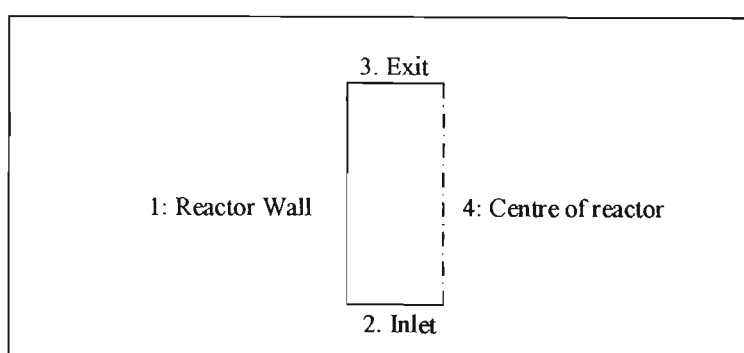 3. Exit
1: Reactor Wall
4: Centre of reactor
2. Inlet